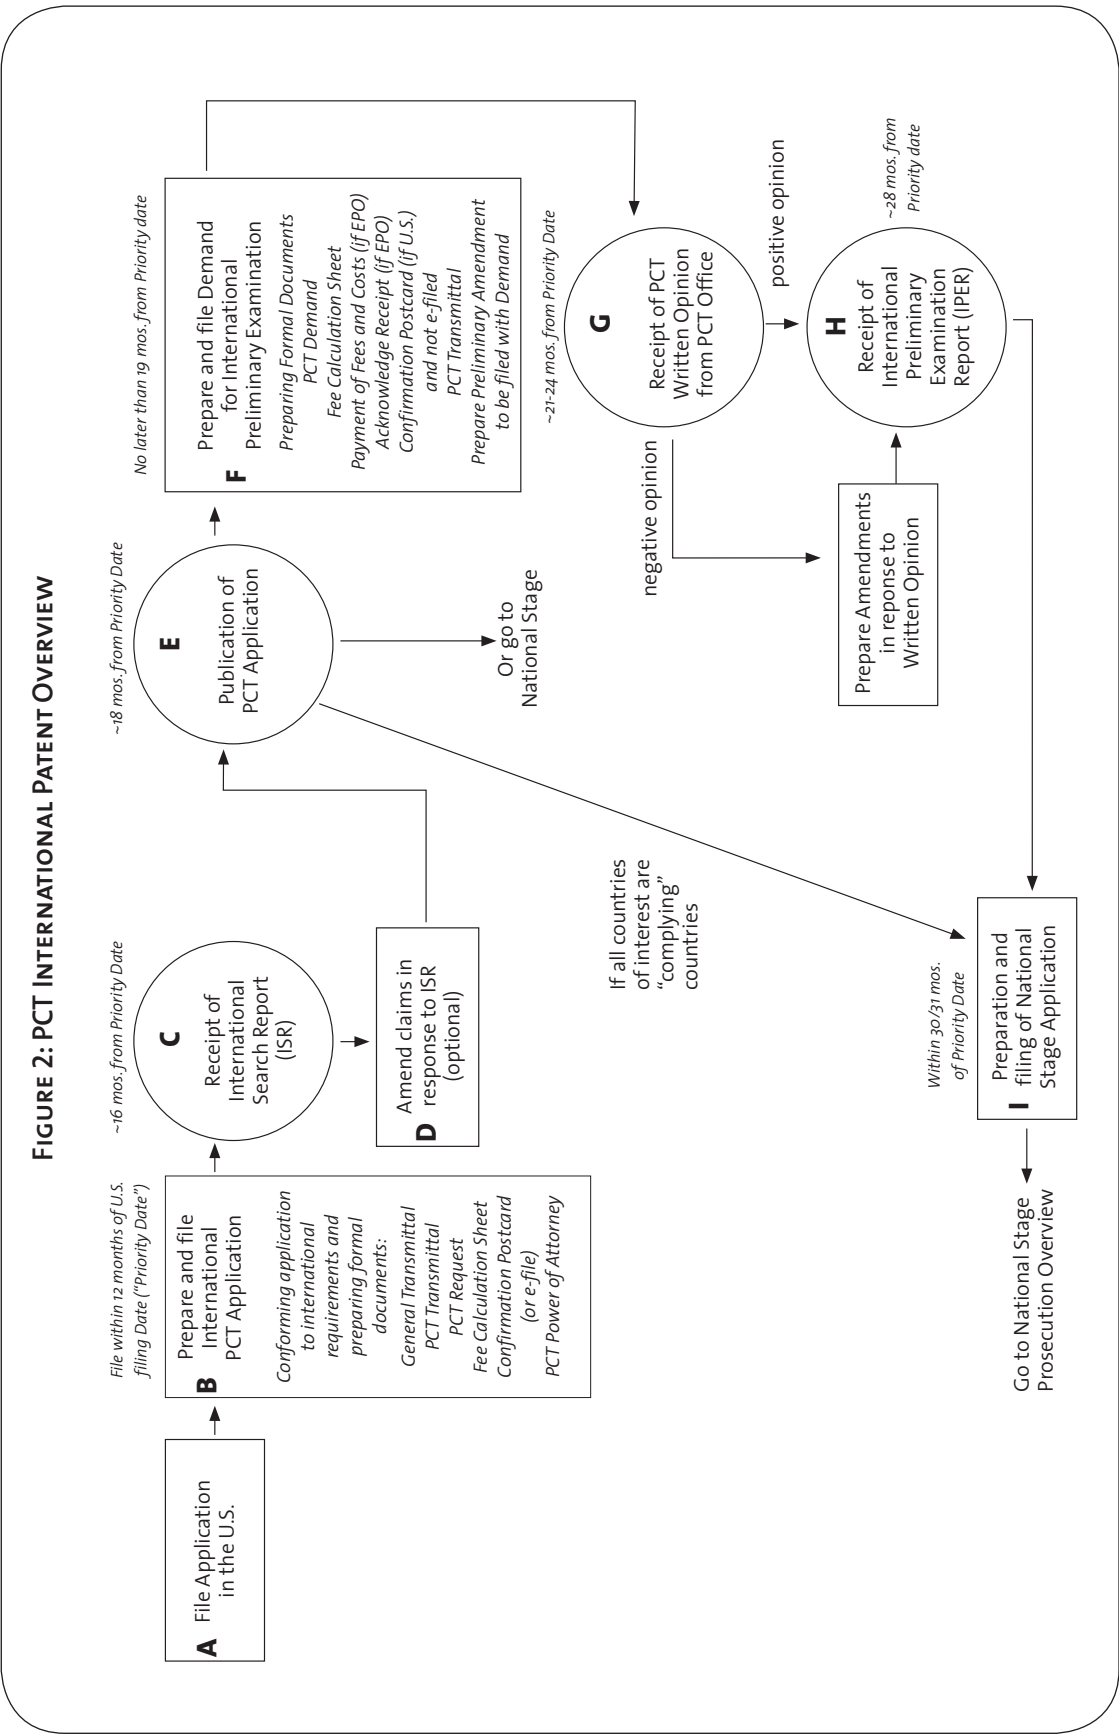 FIGURE 2: PCT INTERNATIONAL PATENT OVERVIEW
A File Application
in the U.S.
File within 12 months of U.S.
filing Date (“Priority Date”)
B Prepare and file
International
PCT Application
Conforming application
to international
requirements and
preparing formal
documents:
General Transmittal
PCT Transmittal
PCT Request
Fee Calculation Sheet
Confirmation Postcard
(or e-file)
PCT Power of Attorney
~16 mos. from Priority Date
C
Receipt of
International
Search Report
(ISR)
D Amend claims in
response to ISR
(optional)
~18 mos. from Priority Date
E
Publication of
PCT Application
Or go to
National Stage
If all countries
of interest are
“complying”
countries
No later than 19 mos. from Priority date
F
Prepare and file Demand
for International
Preliminary Examination
Preparing Formal Documents
PCT Demand
Fee Calculation Sheet
Payment of Fees and Costs (if EPO)
Acknowledge Receipt (if EPO)
Confirmation Postcard (if U.S.)
and not e-filed
PCT Transmittal
Prepare Preliminary Amendment
to be filed with Demand
~21-24 mos. from Priority Date
G
Receipt of PCT
Written Opinion
from PCT Office
negative opinion
positive opinion
Prepare Amendments
in reponse to
Written Opinion
~28 mos. from
Priority date
H
Receipt of
International
Preliminary
Examination
Report (IPER)
Within 30/31 mos.
of Priority Date
I
Preparation and
filing of National
Stage Application
Go to National Stage
Prosecution Overview